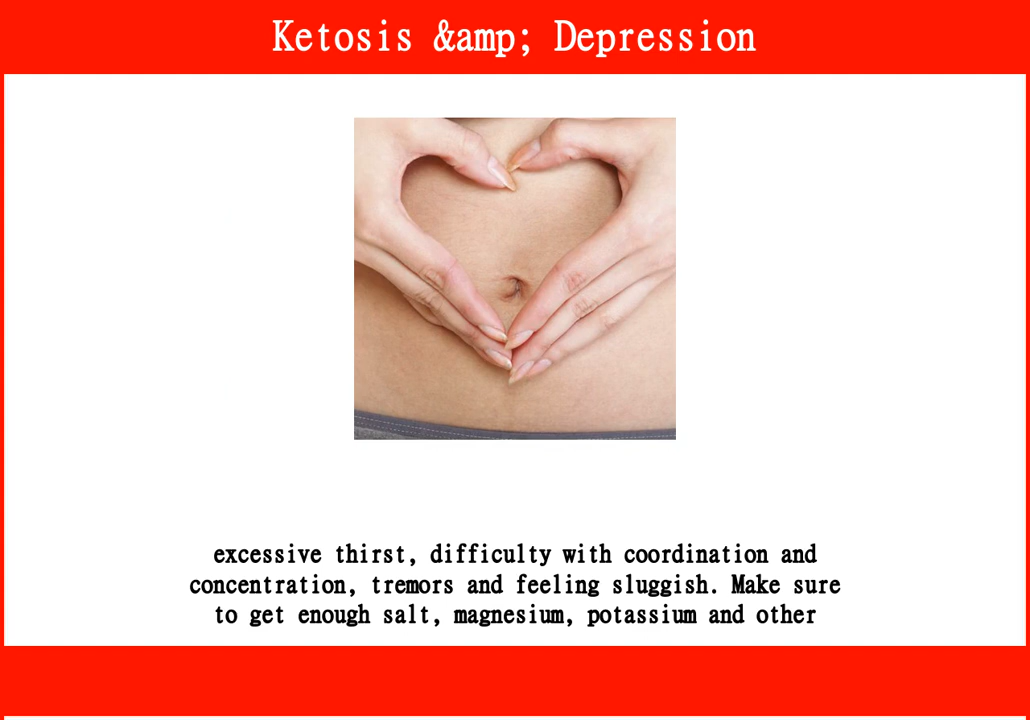 Ketosis &amp; Depression
excessive thirst, difficulty with coordination and
concentration, tremors and feeling sluggish. Make sure
to get enough salt, magnesium, potassium and other